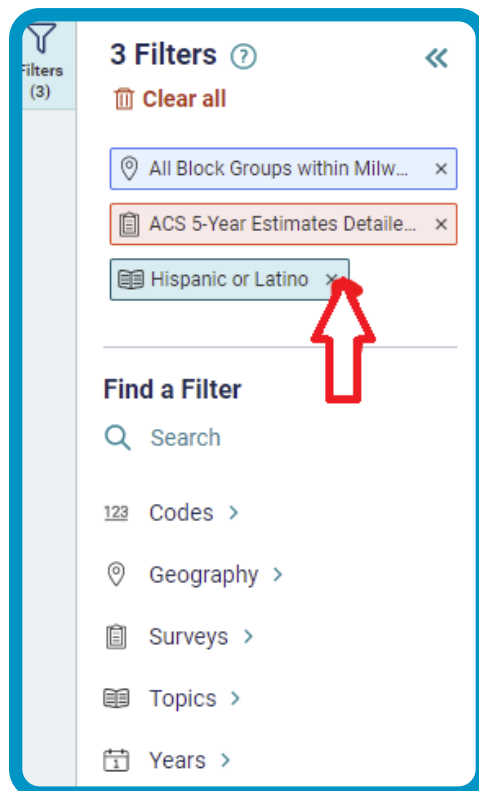 Filters
(3)
3 Filters ?
Clear all
All Block Groups within Milw... ×
ACS 5-Year Estimates Detaile... ×
Hispanic or Latino ×
Find a Filter
Search
123 Codes >
Geography >
Surveys >
Topics >
1 Years >